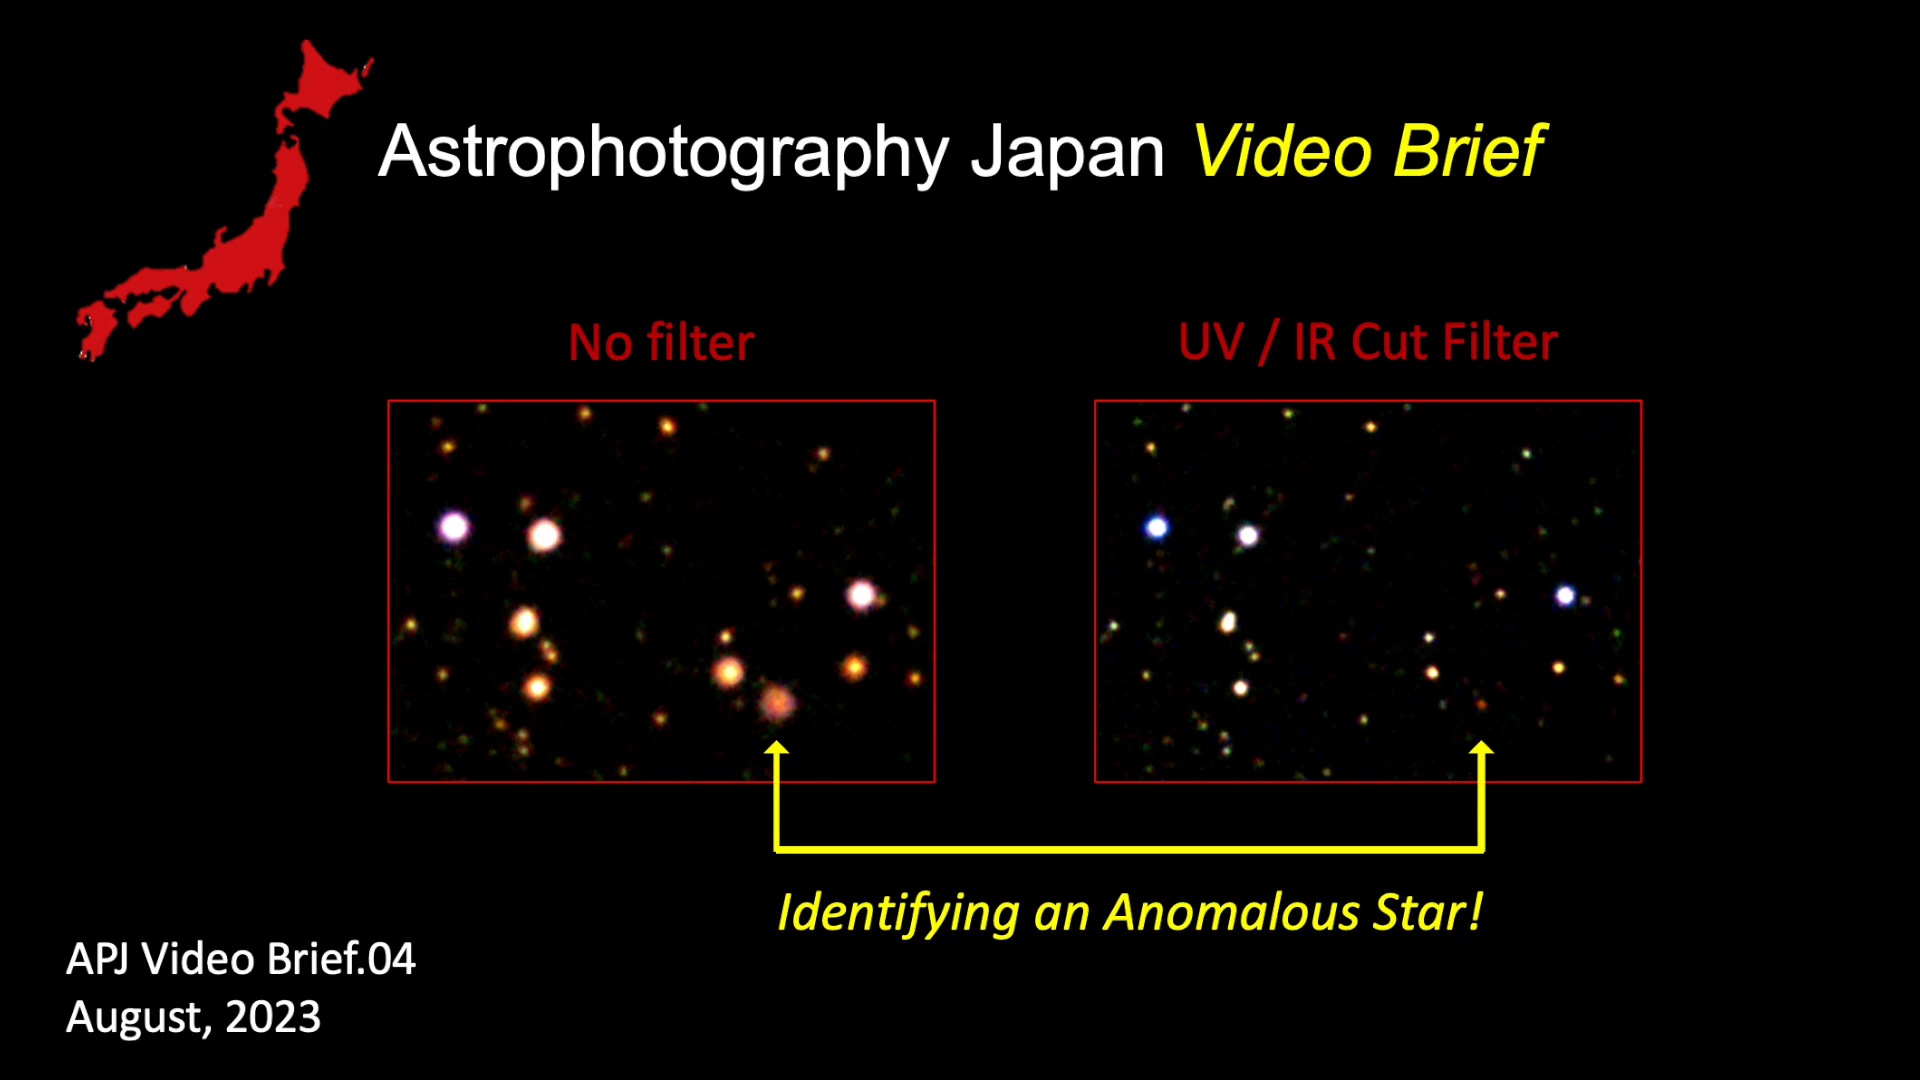 Astrophotography Japan Video Brief
No filter
UV / IR Cut Filter
Identifying an Anomalous Star!
APJ Video Brief.04
August, 2023